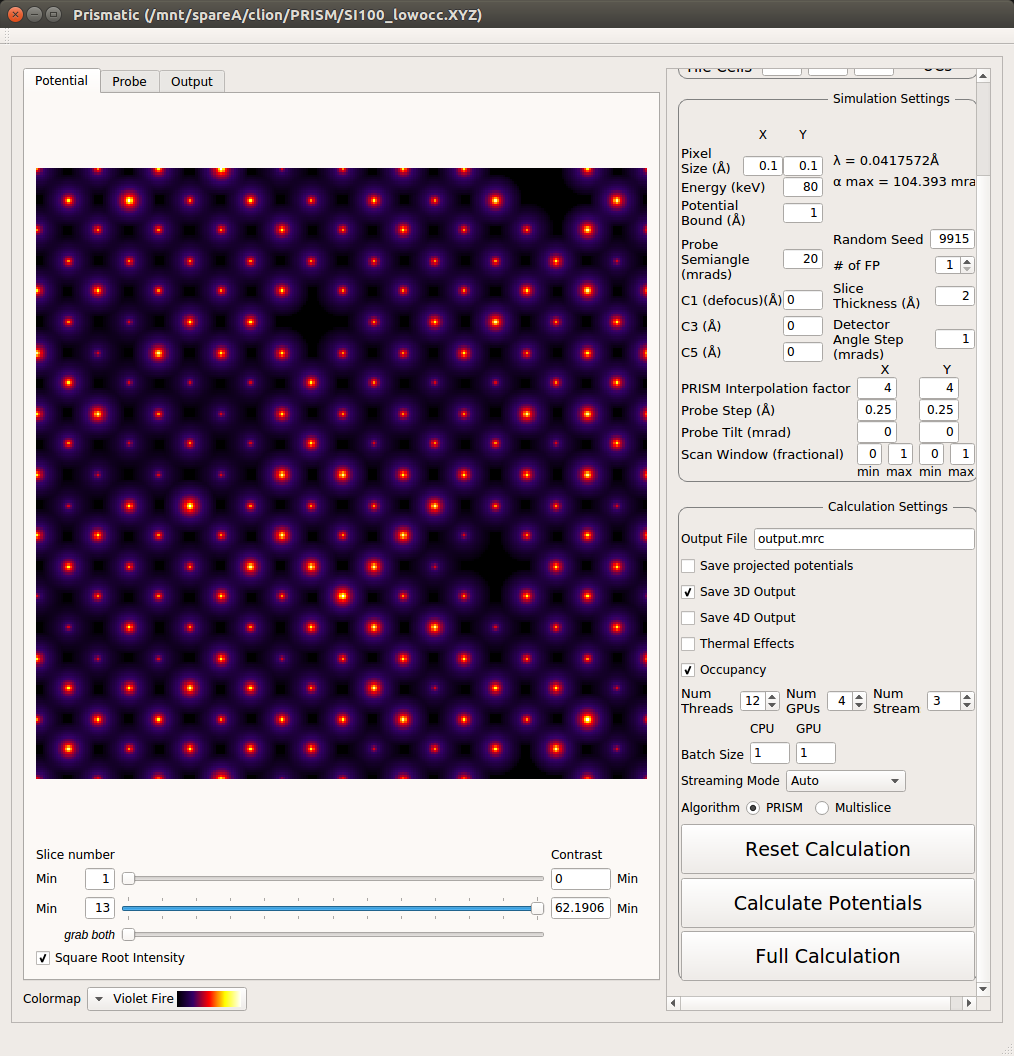 Prismatic (/mnt/spareA/clion/PRISM/SI100_lowocc.XYZ)
Potential Probe Output
Simulation Settings
X Y
Pixel
Size (Å) 0.1 0.1 λ = 0.0417572Å
Energy (keV) 80 α max = 104.393 mra
Potential
Bound (Å) 1
Random Seed 9915
Probe
Semiangle
(mrads) 20
# of FP 1
Slice
Thickness (Å) 2
C1 (defocus)(Å) 0
C3 (Å) 0
C5 (Å) 0
Detector
Angle Step
(mrads) 1
X Y
PRISM Interpolation factor 4 4
Probe Step (Å) 0.25 0.25
Probe Tilt (mrad) 0 0
Scan Window (fractional) 0 1 0 1
min max min max
Calculation Settings
Output File output.mrc
Save projected potentials
Save 3D Output
Save 4D Output
Thermal Effects
Occupancy
Num
Threads 12 Num
GPUs 4 Num
Stream 3
CPU GPU
Batch Size 1 1
Streaming Mode Auto
Algorithm PRISM Multislice
Reset Calculation
Calculate Potentials
Full Calculation
Slice number Contrast
Min 1 0 Min
Min 13 62.1906 Min
grab both
Square Root Intensity
Colormap Violet Fire